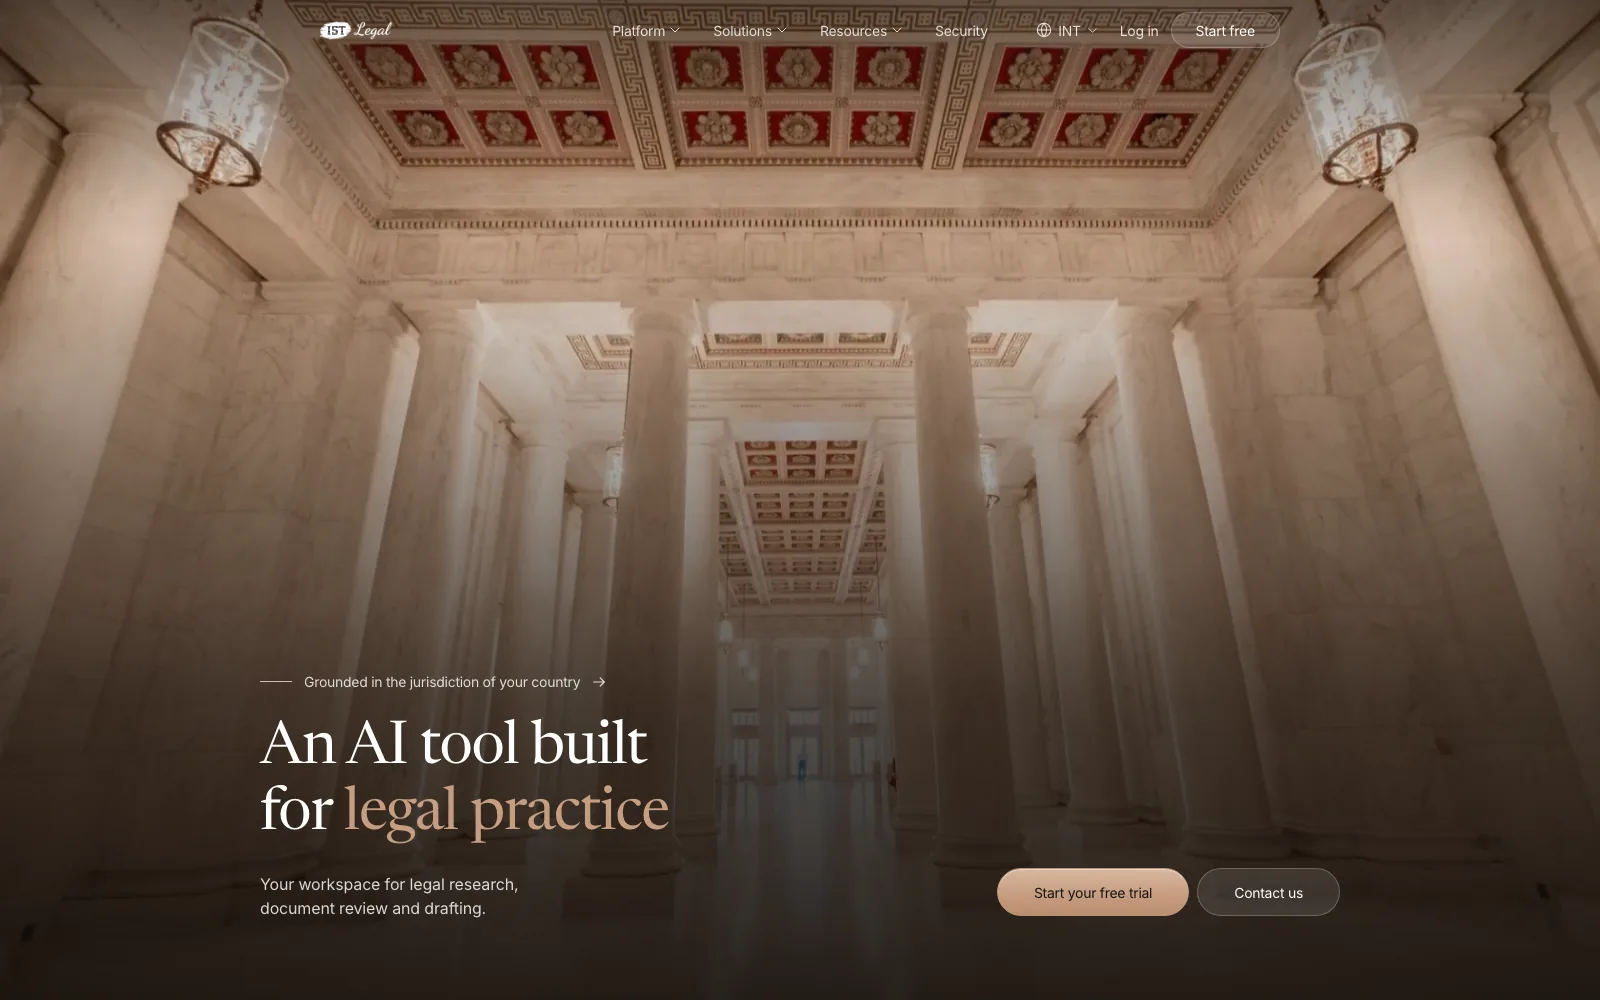 IST Legal
Platform
Solutions
Resources
Security
INT
Log in
Start free
Grounded in the jurisdiction of your country
An AI tool built
for legal practice
Your workspace for legal research,
document review and drafting.
Start your free trial
Contact us